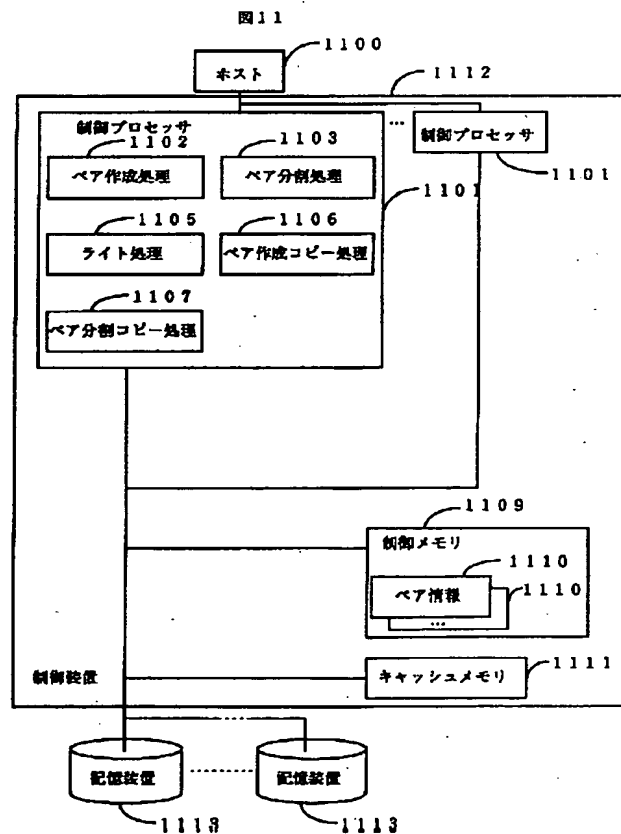 図11
1100
ホスト
1112
制御プロセッサ
1102
1103
ペア作成処理
ペア分割処理
…
制御プロセッサ
1101
1101
1105
1106
ライト処理
ペア作成コピー処理
1107
ペア分割コピー処理
1109
制御メモリ
1110
ペア情報
1110
…
1111
キャッシュメモリ
制御装置
記憶装置
記憶装置
1113
1113